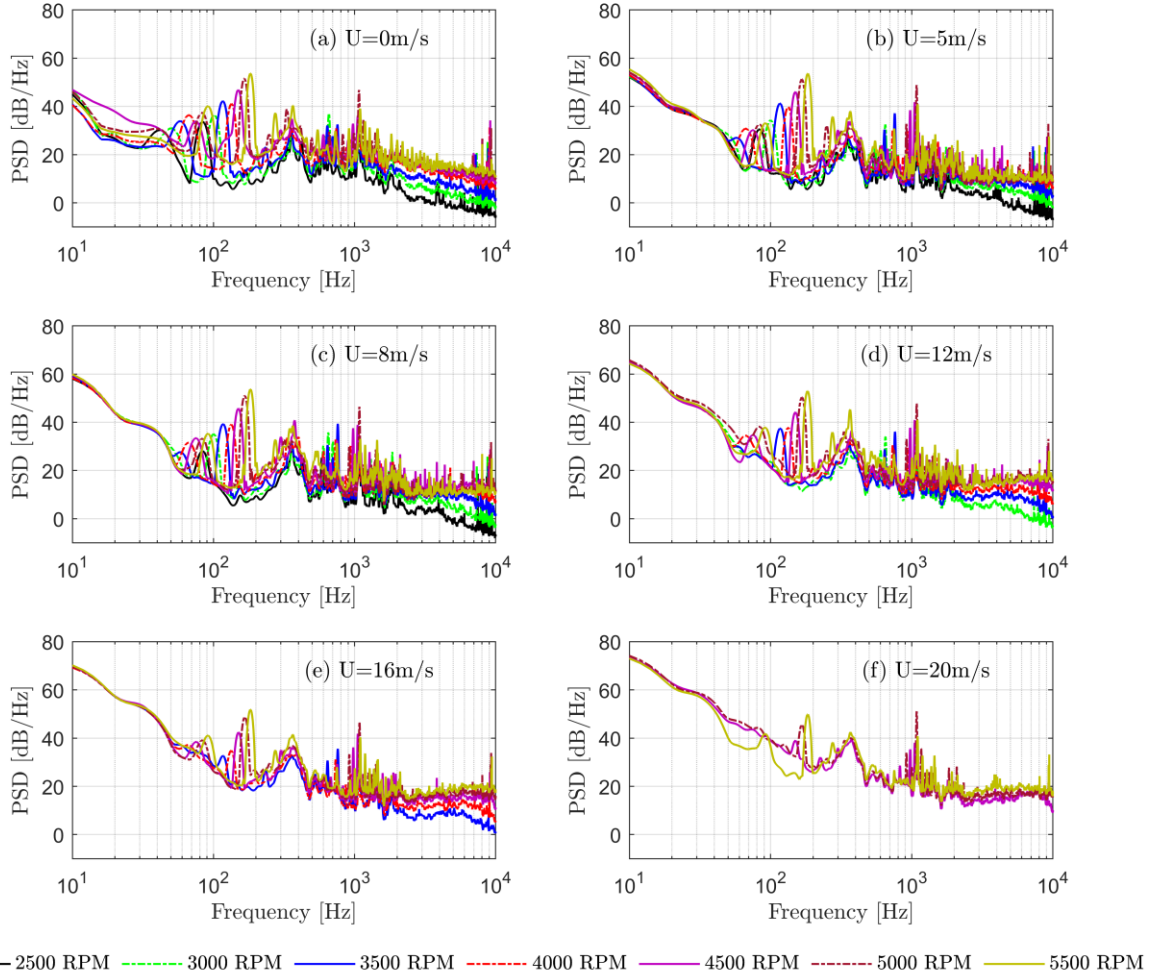 (a) U=0m/s
PSD [dB/Hz]
80
60
40
20
0
10^1 10^2 10^3 10^4
Frequency [Hz]
(b) U=5m/s
PSD [dB/Hz]
80
60
40
20
0
10^1 10^2 10^3 10^4
Frequency [Hz]
(c) U=8m/s
PSD [dB/Hz]
80
60
40
20
0
10^1 10^2 10^3 10^4
Frequency [Hz]
(d) U=12m/s
PSD [dB/Hz]
80
60
40
20
0
10^1 10^2 10^3 10^4
Frequency [Hz]
(e) U=16m/s
PSD [dB/Hz]
80
60
40
20
0
10^1 10^2 10^3 10^4
Frequency [Hz]
(f) U=20m/s
PSD [dB/Hz]
80
60
40
20
0
10^1 10^2 10^3 10^4
Frequency [Hz]
2500 RPM 3000 RPM 3500 RPM 4000 RPM 4500 RPM 5000 RPM 5500 RPM